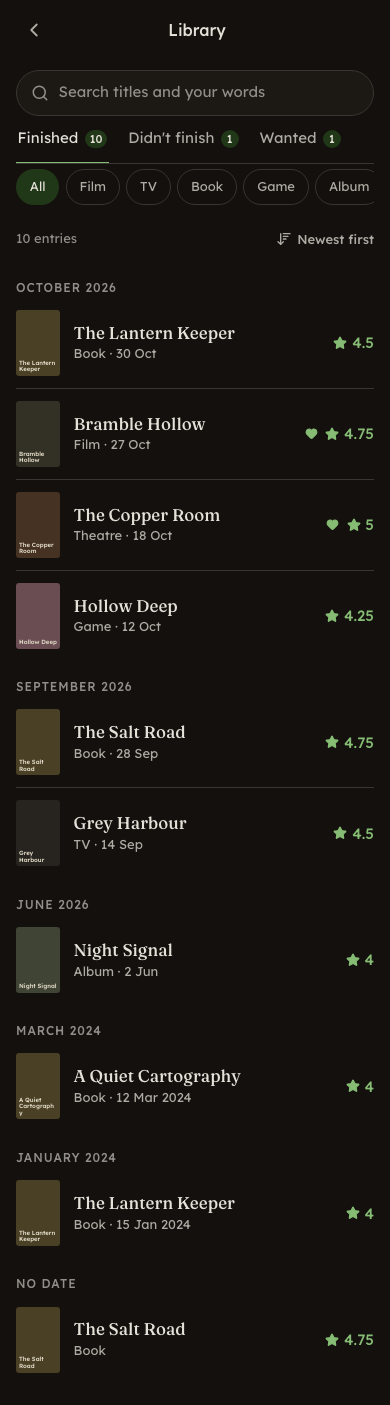 Library
Search titles and your words
Finished 10 Didn't finish 1 Wanted 1
All Film TV Book Game Album
10 entries Newest first
OCTOBER 2026
The Lantern Keeper
Book · 30 Oct
4.5
The Lantern
Keeper
Bramble Hollow
Film · 27 Oct
4.75
Bramble
Hollow
The Copper Room
Theatre · 18 Oct
5
The Copper
Room
Hollow Deep
Game · 12 Oct
4.25
Hollow Deep
SEPTEMBER 2026
The Salt Road
Book · 28 Sep
4.75
The Salt
Road
Grey Harbour
TV · 14 Sep
4.5
Grey
Harbour
JUNE 2026
Night Signal
Album · 2 Jun
4
Night Signal
MARCH 2024
A Quiet Cartography
Book · 12 Mar 2024
4
A Quiet
Cartograph
y
JANUARY 2024
The Lantern Keeper
Book · 15 Jan 2024
4
The Lantern
Keeper
NO DATE
The Salt Road
Book
4.75
The Salt
Road